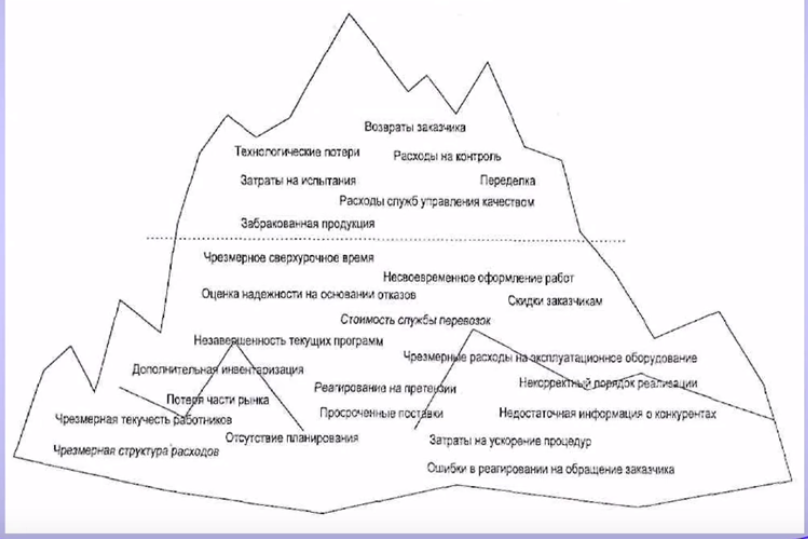 Возвраты заказчика
Технологические потери
Расходы на контроль
Затраты на испытания
Переделка
Расходы служб управления качеством
Забракованная продукция
Чрезмерное сверхурочное время
Несвоевременное оформление работ
Оценка надежности на основании отказов
Скидки заказчикам
Стоимость службы перевозок
Незавершенность текущих программ
Чрезмерные расходы на эксплуатационное оборудование
Дополнительная инвентаризация
Реагирование на претензии
Некорректный порядок реализации
Потеря части рынка
Просроченные поставки
Недостаточная информация о конкурентах
Чрезмерная текучесть работников
Отсутствие планирования
Затраты на ускорение процедур
Чрезмерная структура расходов
Ошибки в реагировании на обращение заказчика